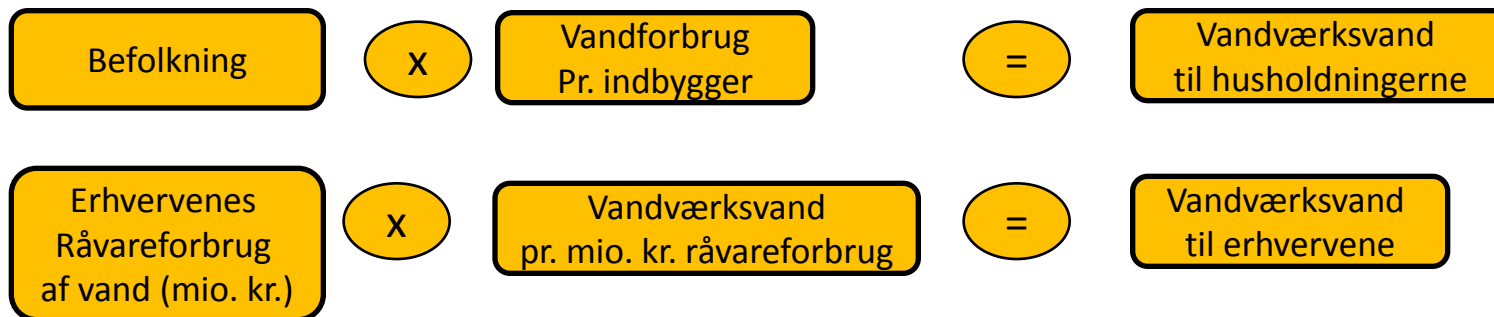 Befolkning
x
Vandforbrug
Pr. indbygger
=
Vandværksvand
til husholdningerne
Erhvervenes
Råvareforbrug
af vand (mio. kr.)
x
Vandværksvand
pr. mio. kr. råvareforbrug
=
Vandværksvand
til erhvervene